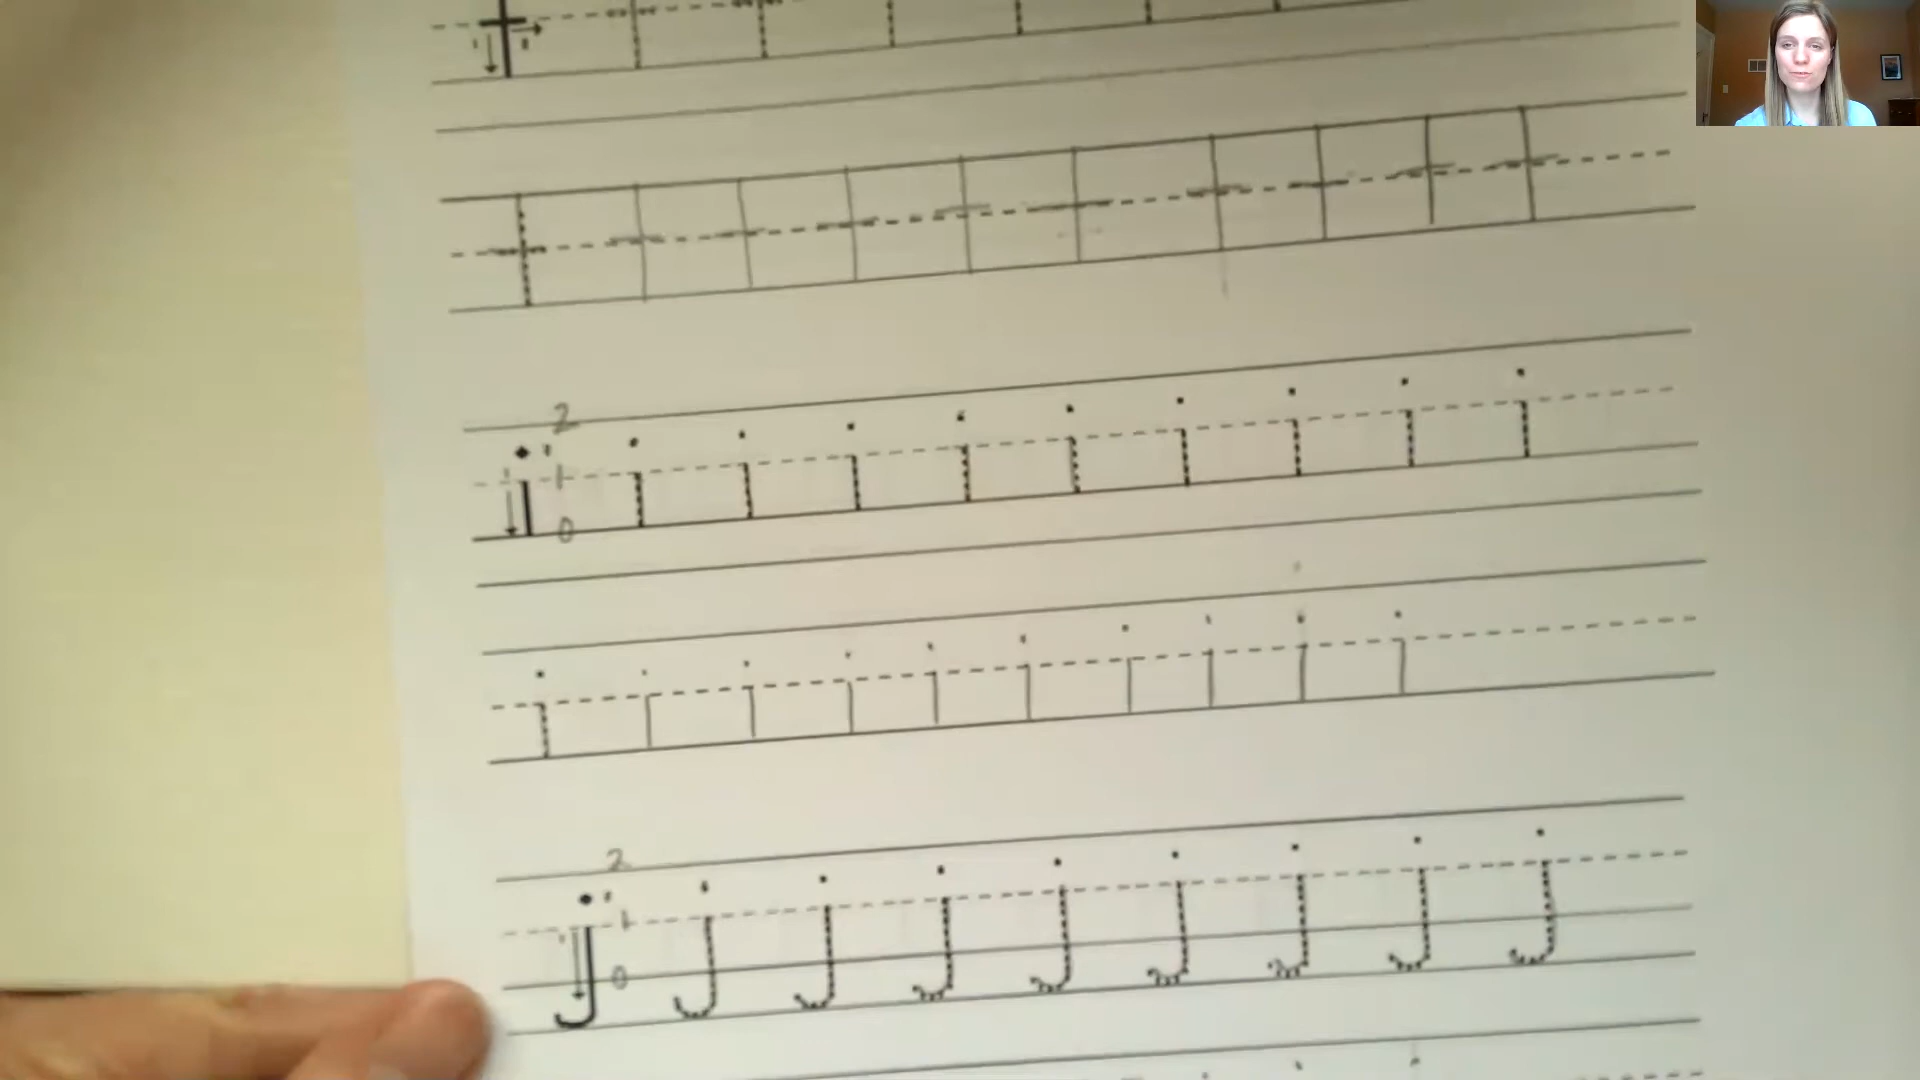 t t t t t t t
t t t t t t t t t t
2
i i i i i i i i i i
1
0
i i i i i i i i i i
2
j j j j j j j j j
1
0